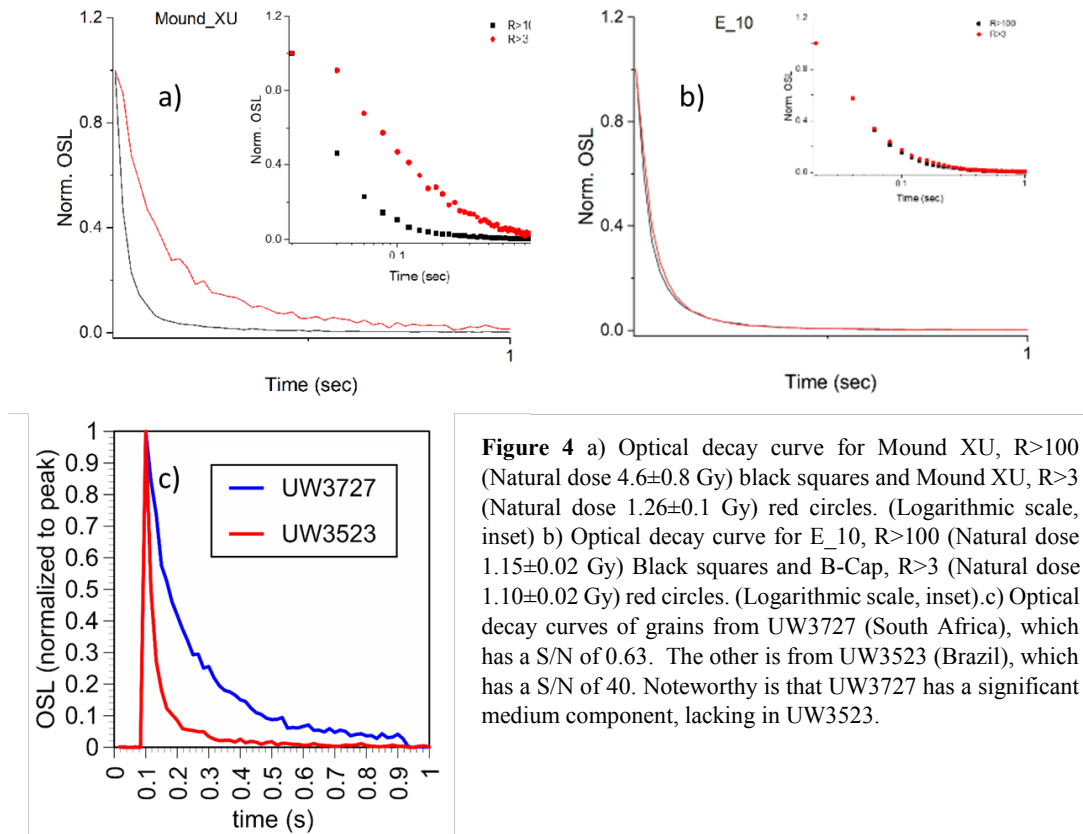 Mound_XU
R>10
R>3
1.2
a)
1.2
0.8
0.8
Norm. OSL
Norm. OSL
0.4
0.4
0.0
0.1
Time (sec)
0.0
1
Time (sec)
E_10
R>100
R>3
1.2
b)
1.2
0.8
0.8
Norm. OSL
Norm. OSL
0.4
0.4
0.0
0.1
1
Time (sec)
0.0
1
Time (sec)
1
0.9
0.8
0.7
0.6
0.5
0.4
0.3
0.2
0.1
0
OSL (normalized to peak)
c)
UW3727
UW3523
0
0.1
0.2
0.3
0.4
0.5
0.6
0.7
0.8
0.9
1
time (s)
Figure 4 a) Optical decay curve for Mound XU, R>100
(Natural dose 4.6±0.8 Gy) black squares and Mound XU, R>3
(Natural dose 1.26±0.1 Gy) red circles. (Logarithmic scale,
inset) b) Optical decay curve for E_10, R>100 (Natural dose
1.15±0.02 Gy) Black squares and B-Cap, R>3 (Natural dose
1.10±0.02 Gy) red circles. (Logarithmic scale, inset).c) Optical
decay curves of grains from UW3727 (South Africa), which
has a S/N of 0.63. The other is from UW3523 (Brazil), which
has a S/N of 40. Noteworthy is that UW3727 has a significant
medium component, lacking in UW3523.